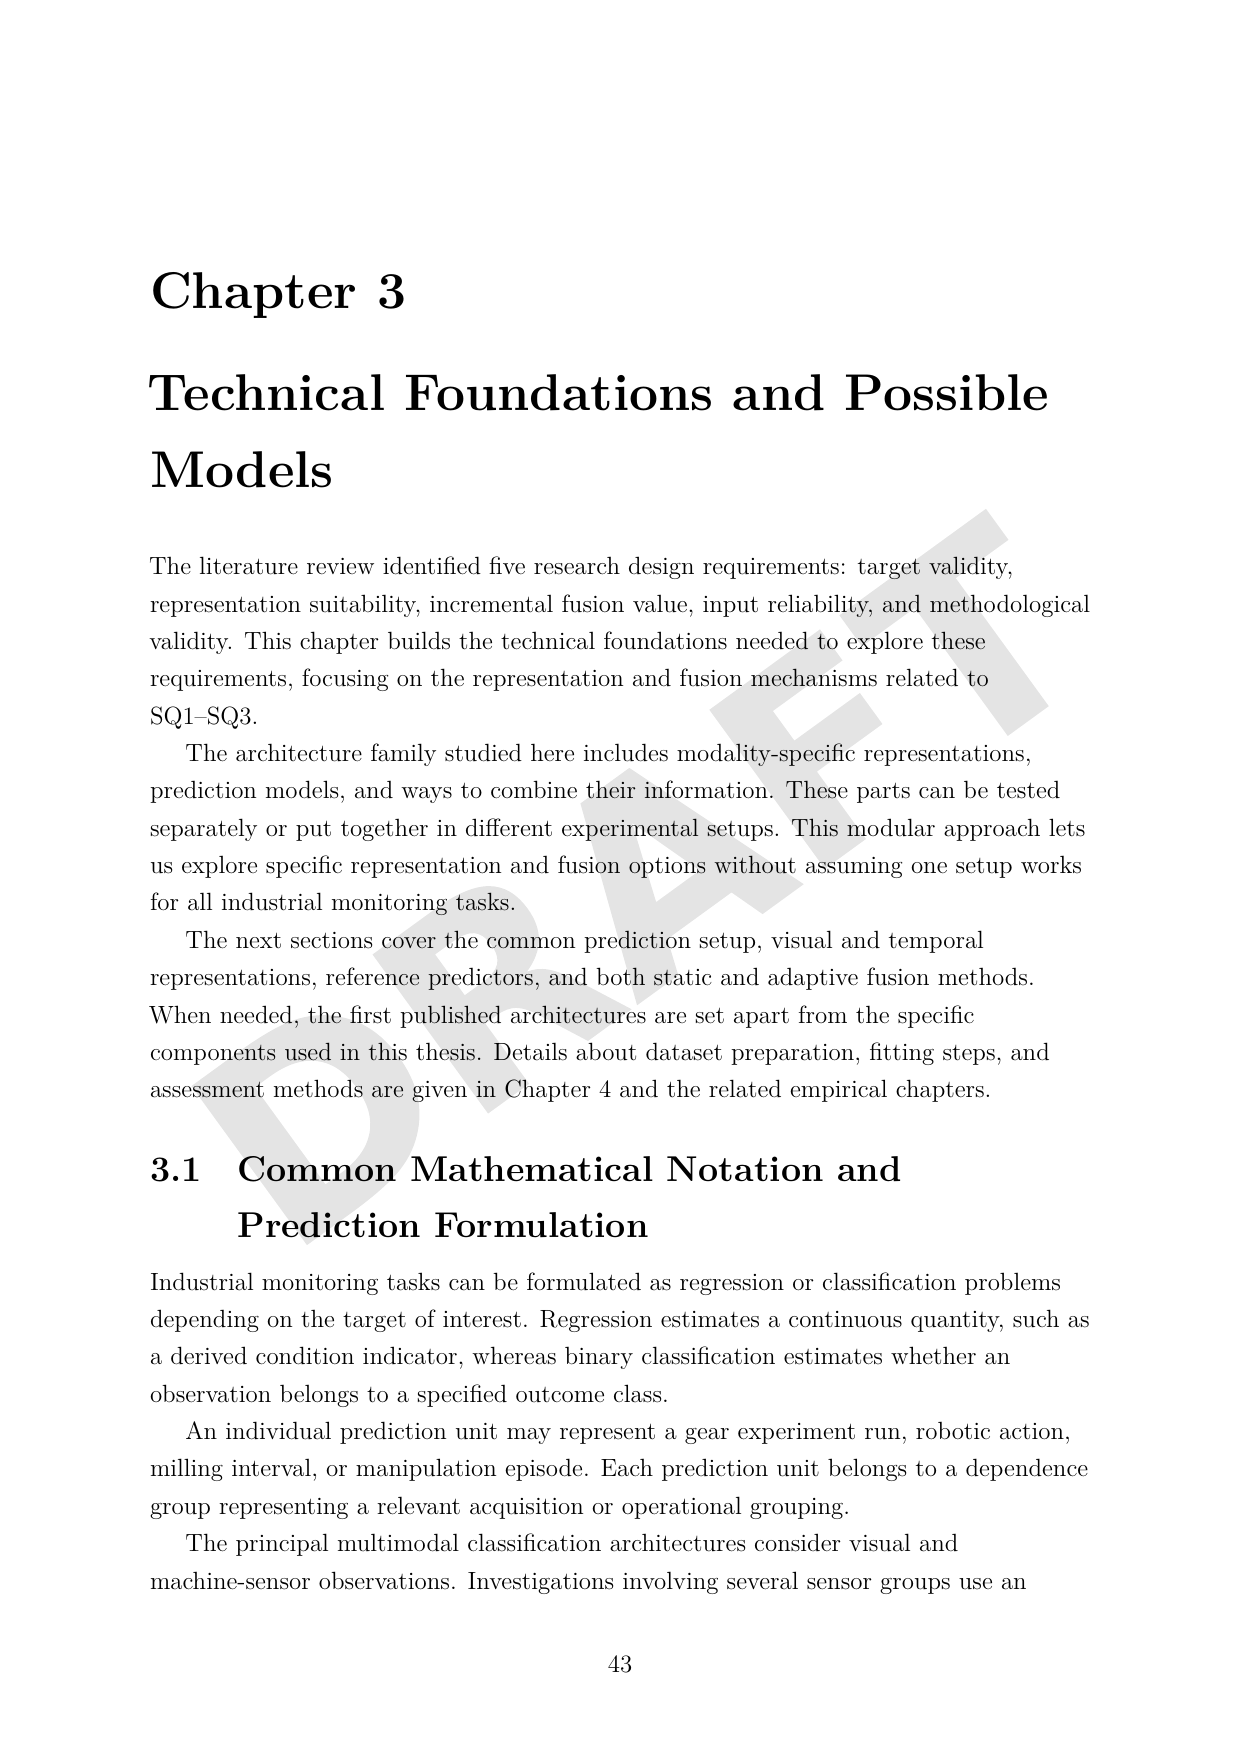 Chapter 3
Technical Foundations and Possible
Models
The literature review identified five research design requirements: target validity,
representation suitability, incremental fusion value, input reliability, and methodological
validity. This chapter builds the technical foundations needed to explore these
requirements, focusing on the representation and fusion mechanisms related to
SQ1–SQ3.
The architecture family studied here includes modality-specific representations,
prediction models, and ways to combine their information. These parts can be tested
separately or put together in different experimental setups. This modular approach lets
us explore specific representation and fusion options without assuming one setup works
for all industrial monitoring tasks.
The next sections cover the common prediction setup, visual and temporal
representations, reference predictors, and both static and adaptive fusion methods.
When needed, the first published architectures are set apart from the specific
components used in this thesis. Details about dataset preparation, fitting steps, and
assessment methods are given in Chapter 4 and the related empirical chapters.
3.1 Common Mathematical Notation and
Prediction Formulation
Industrial monitoring tasks can be formulated as regression or classification problems
depending on the target of interest. Regression estimates a continuous quantity, such as
a derived condition indicator, whereas binary classification estimates whether an
observation belongs to a specified outcome class.
An individual prediction unit may represent a gear experiment run, robotic action,
milling interval, or manipulation episode. Each prediction unit belongs to a dependence
group representing a relevant acquisition or operational grouping.
The principal multimodal classification architectures consider visual and
machine-sensor observations. Investigations involving several sensor groups use an
43
DRAFT